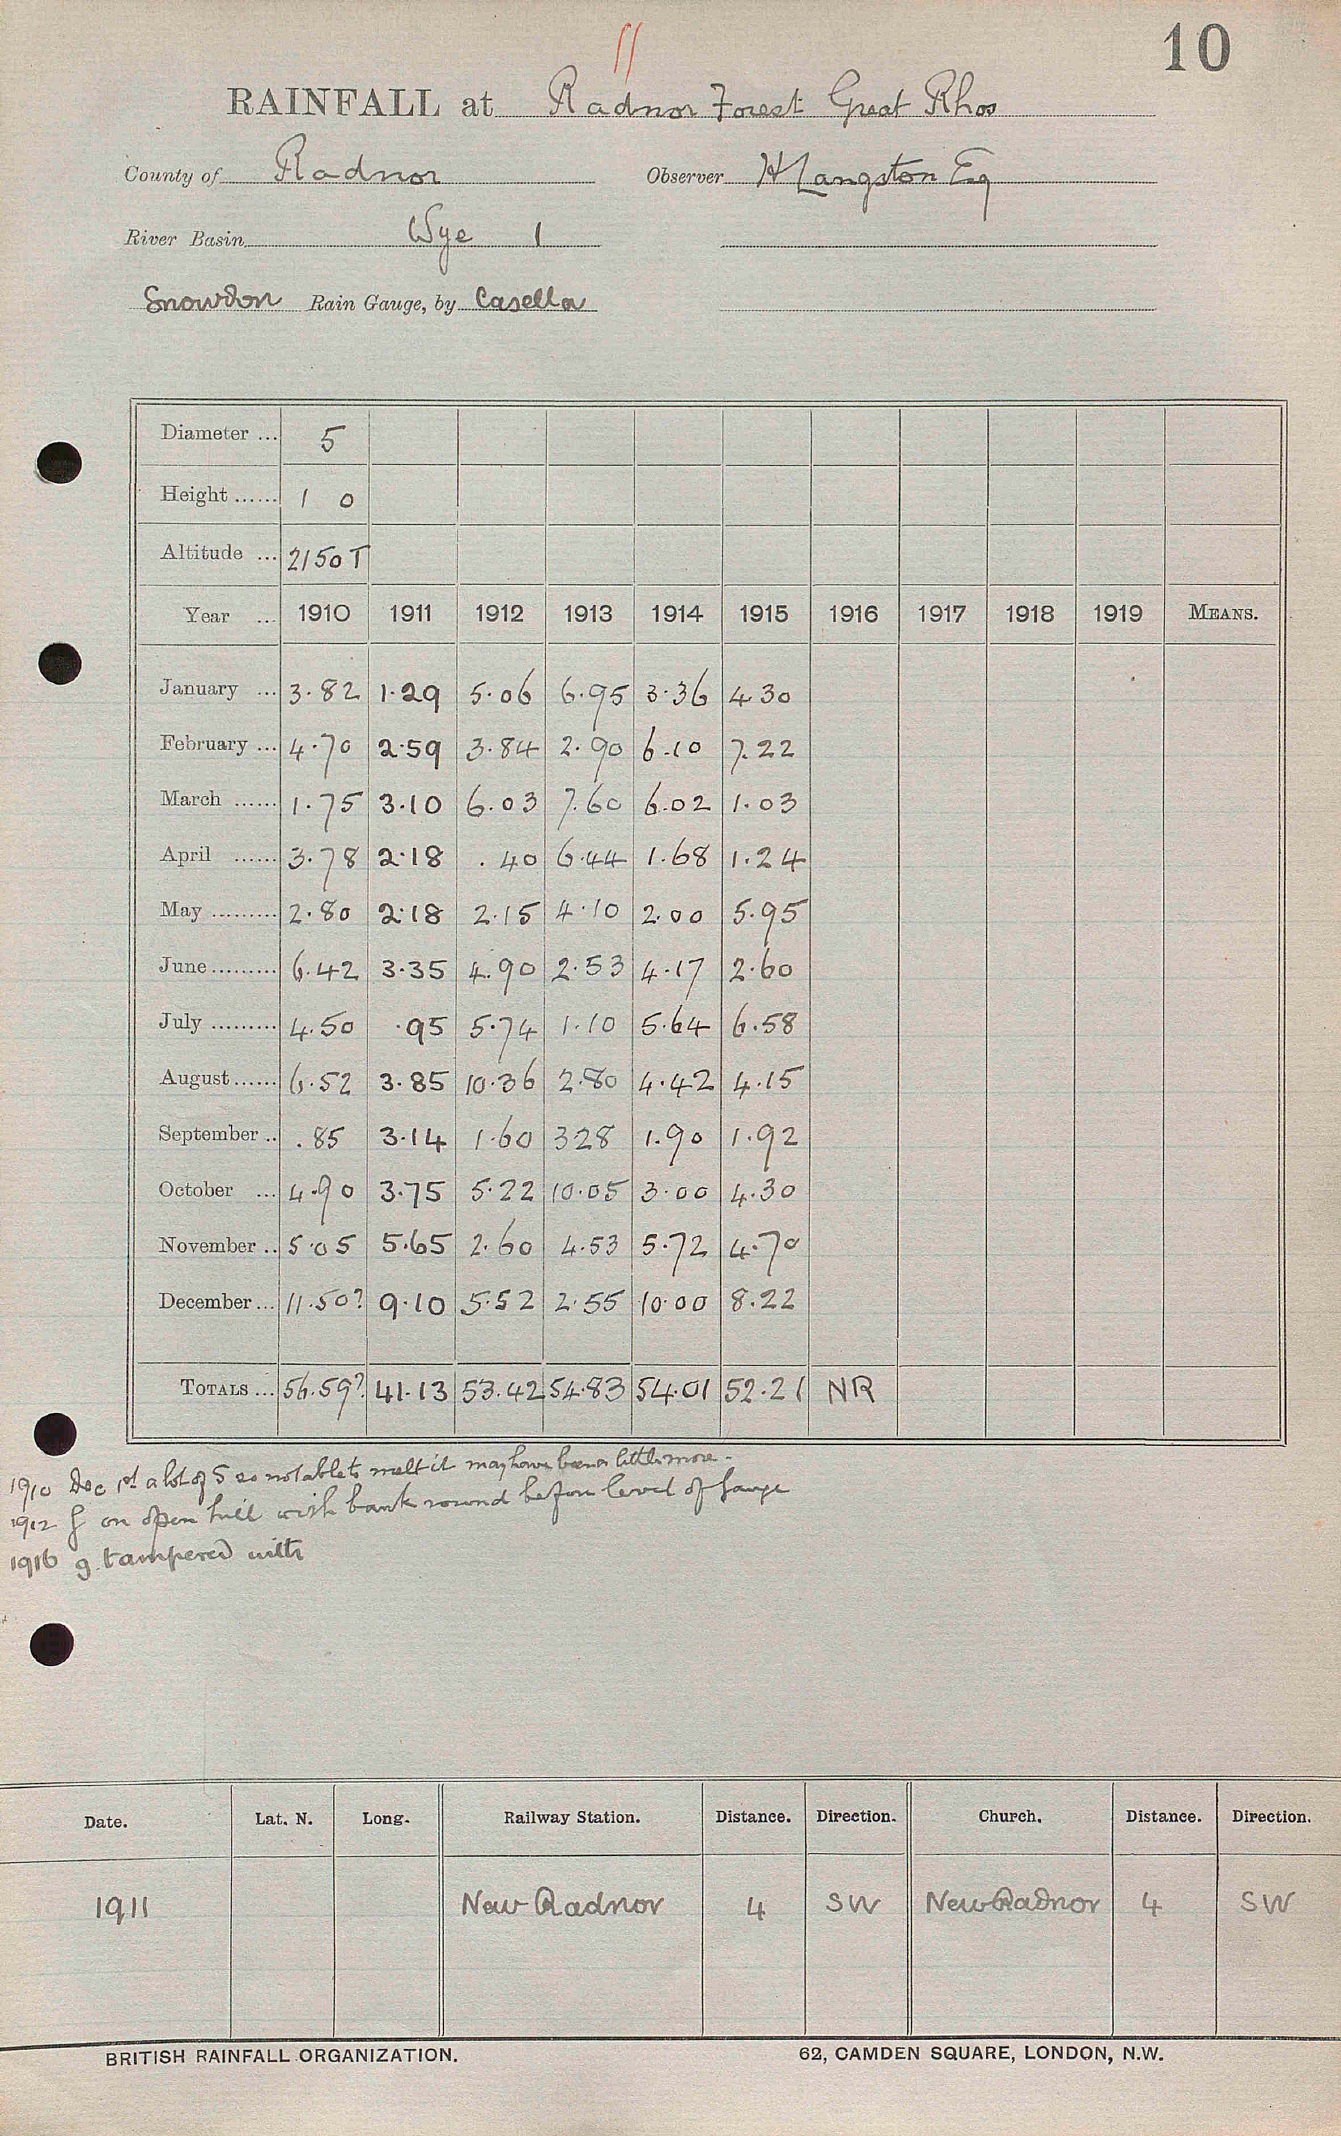 10
11
RAINFALL at Radnor Forest Great Rhos
County of Radnor Observer H Langston Esq
River Basin Wye 1
Snowdon Rain Gauge, by Casella
Diameter ... 5
Height ...... 1 0
Altitude ... 2150 T
Year ... 1910 1911 1912 1913 1914 1915 1916 1917 1918 1919 MEANS.
January ... 3.82 1.29 5.06 6.95 3.36 4.30
February ... 4.70 2.59 3.84 2.90 6.10 7.22
March ...... 1.75 3.10 6.03 7.60 6.02 1.03
April ...... 3.78 2.18 .40 6.44 1.68 1.24
May ......... 2.80 2.18 2.15 4.10 2.00 5.95
June ......... 6.42 3.35 4.90 2.53 4.17 2.60
July ......... 4.50 .95 5.74 1.10 5.64 6.58
August ...... 6.52 3.85 10.36 2.80 4.42 4.15
September .. .85 3.14 1.60 328 1.90 1.92
October ... 4.90 3.75 5.22 10.05 3.00 4.30
November .. 5.05 5.65 2.60 4.53 5.72 4.70
December ... 11.50? 9.10 5.52 2.55 10.00 8.22
TOTALS ... 56.59? 41.13 53.42 54.83 54.01 52.21 NR
1910 Dec 1st a lot of S so not able to melt it may have been a little more.
1912 g on open hill with bank round before level of gauge
1916 g. tampered with
Date. Lat. N. Long. Railway Station. Distance. Direction. Church. Distance. Direction.
1911 New Radnor 4 SW New Radnor 4 SW
BRITISH RAINFALL ORGANIZATION. 62, CAMDEN SQUARE, LONDON, N.W.